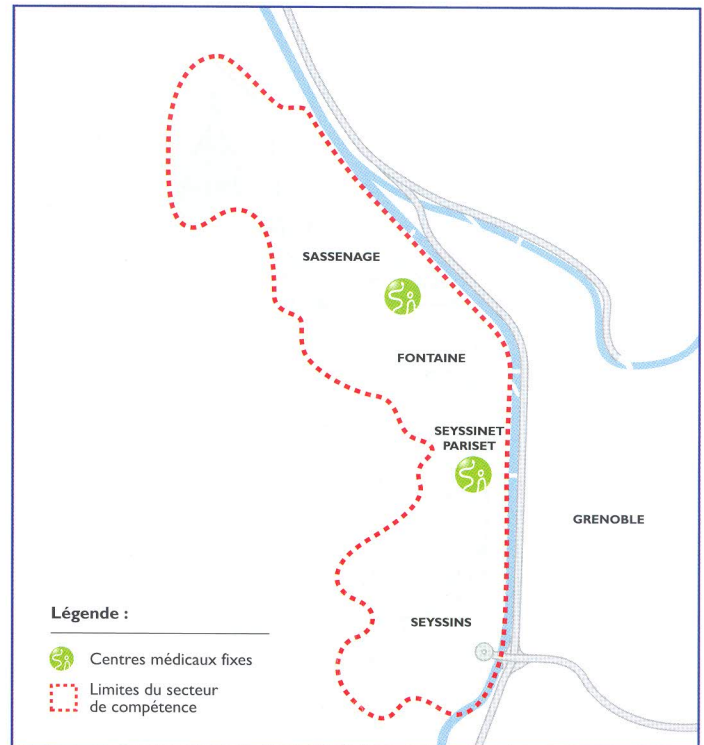 SASSENAGE
FONTAINE
SEYSSINET
PARISET
GRENOBLE
SEYSSINS
Légende :
Centres médicaux fixes
Limites du secteur
de compétence